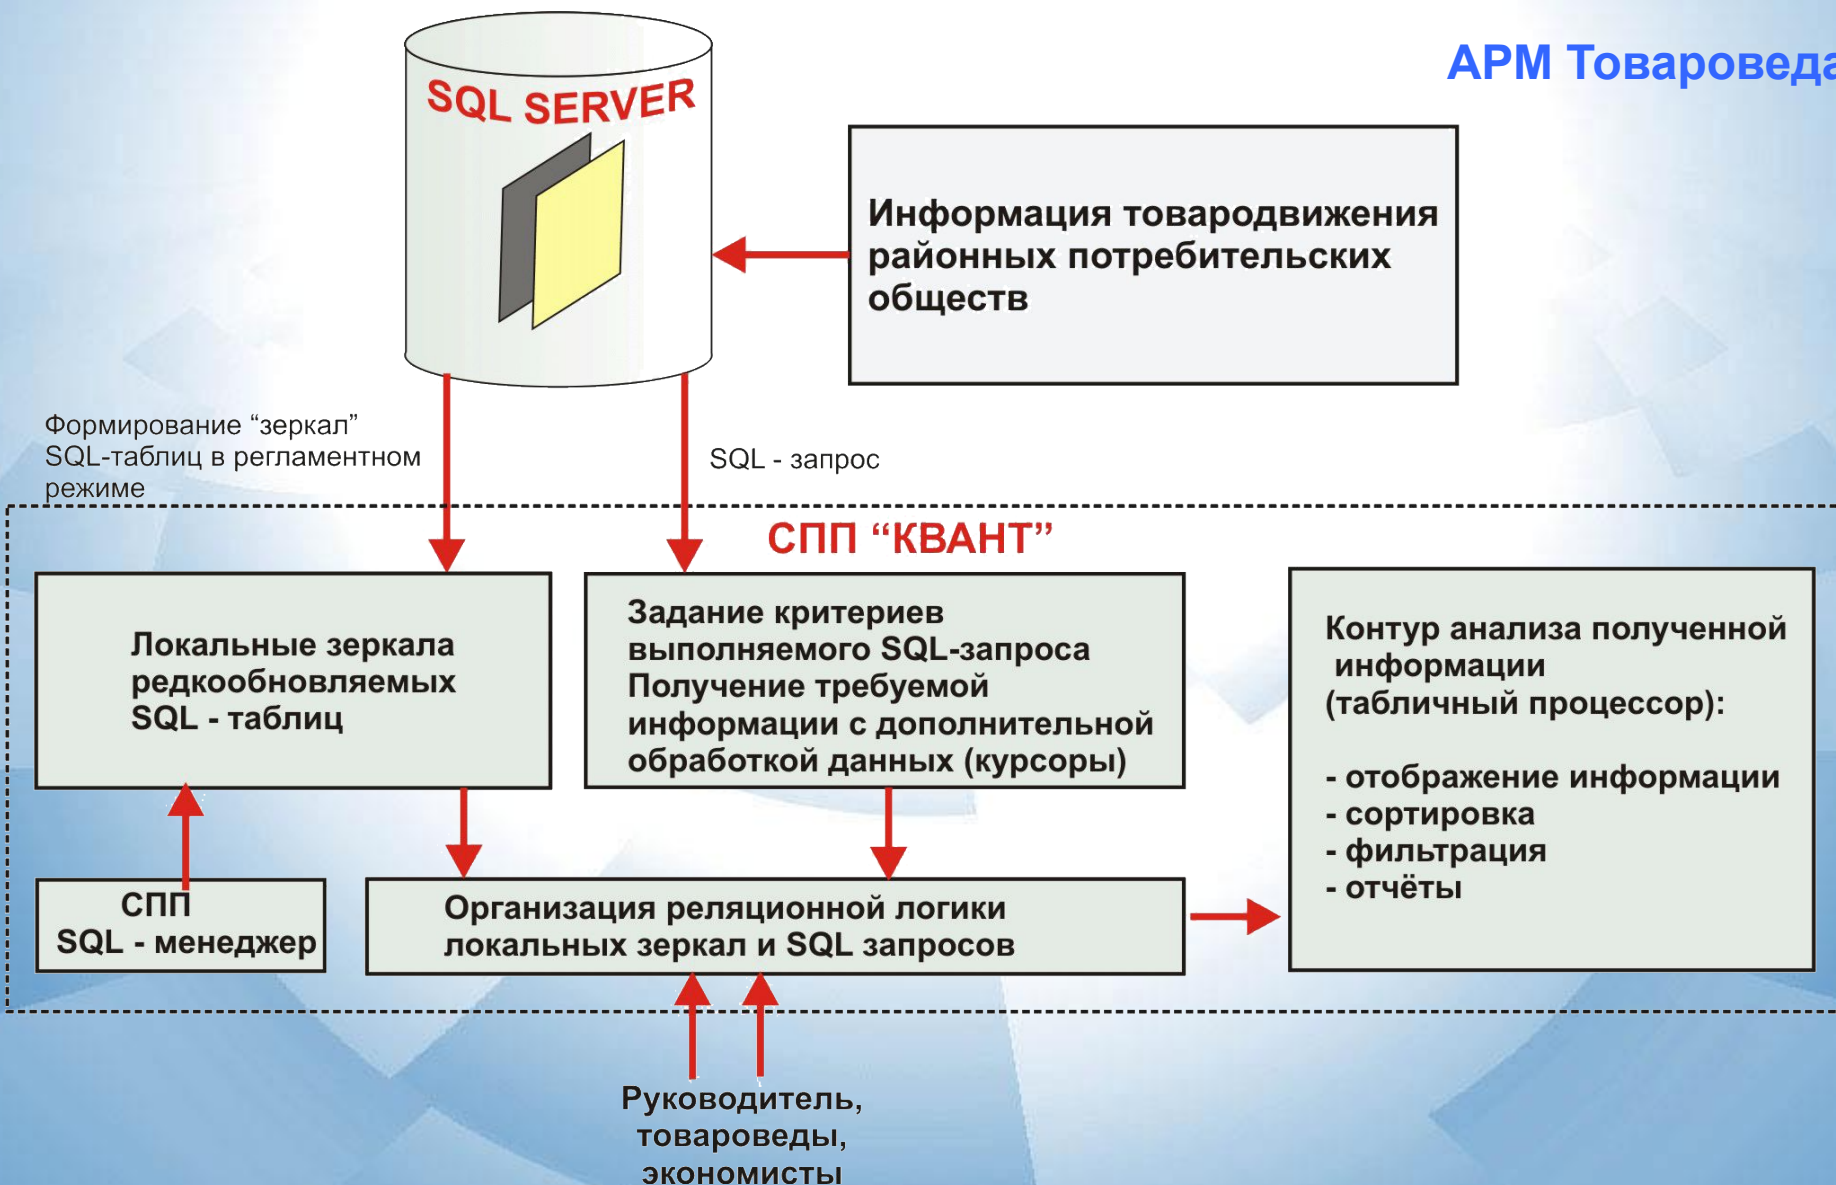 АРМ Товароведа
SQL SERVER
Информация товародвижения
районных потребительских
обществ
Формирование “зеркал”
SQL-таблиц в регламентном
режиме
SQL - запрос
СПП “КВАНТ”
Локальные зеркала
редкообновляемых
SQL - таблиц
Задание критериев
выполняемого SQL-запроса
Получение требуемой
информации с дополнительной
обработкой данных (курсоры)
Контур анализа полученной
информации
(табличный процессор):
- отображение информации
- сортировка
- фильтрация
- отчёты
СПП
SQL - менеджер
Организация реляционной логики
локальных зеркал и SQL запросов
Руководитель,
товароведы,
экономисты